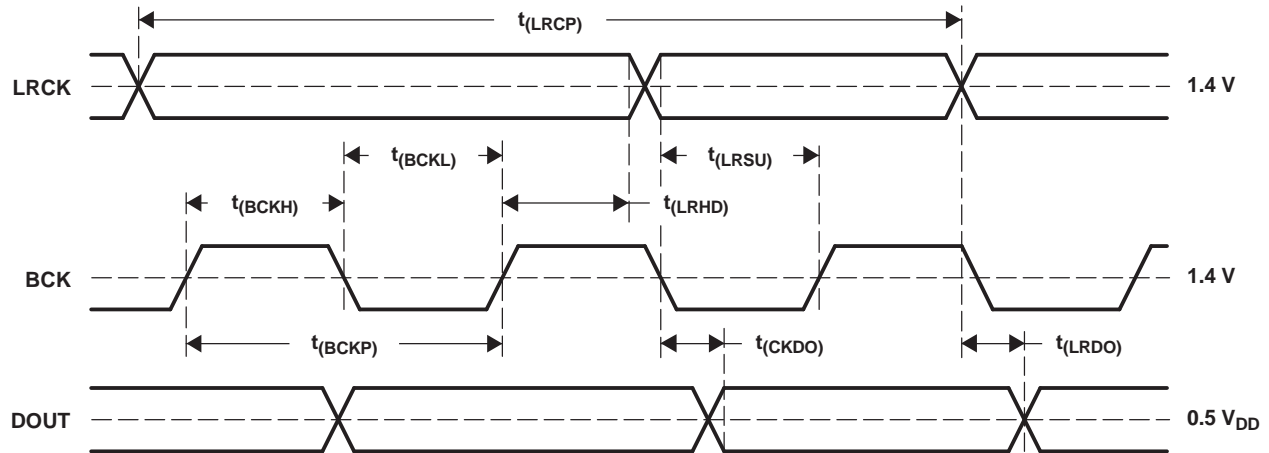 t(LRCP)
LRCK
1.4 V
t(BCKL)
t(LRSU)
t(BCKH)
t(LRHD)
BCK
1.4 V
t(BCKP)
t(CKDO)
t(LRDO)
DOUT
0.5 VDD